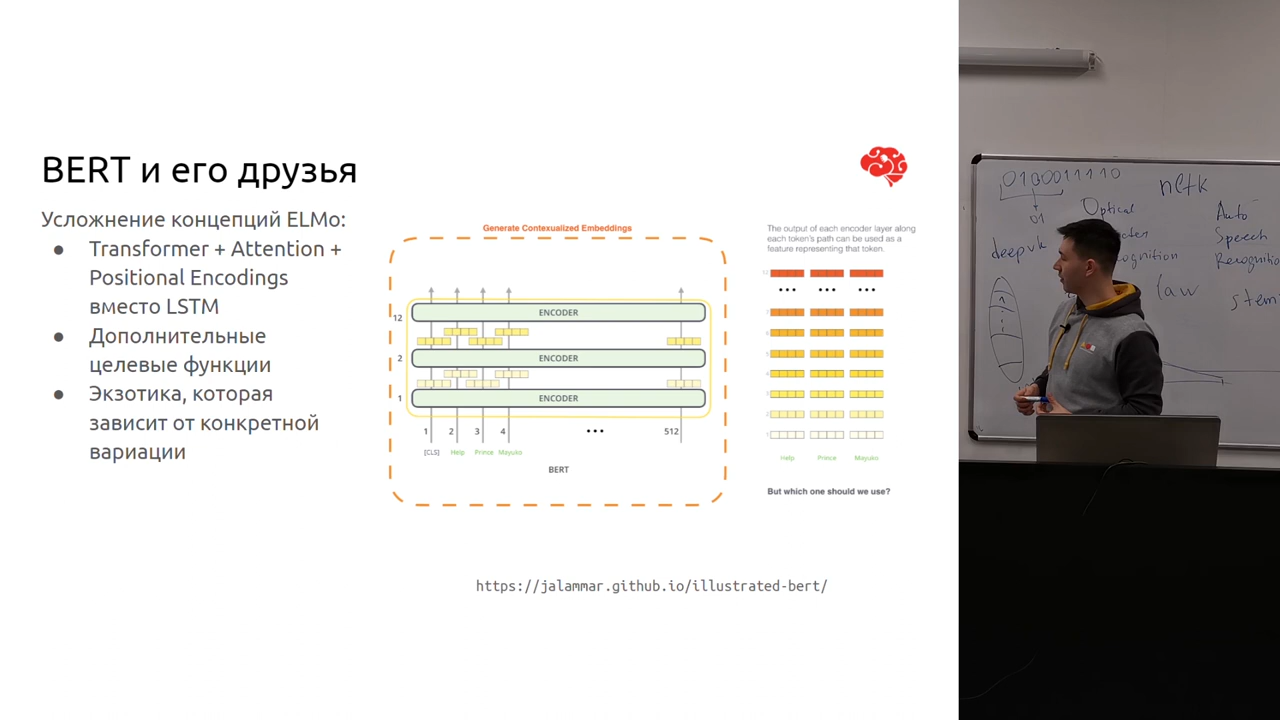 BERT и его друзья
Усложнение концепций ELMo:
● Transformer + Attention +
Positional Encodings
вместо LSTM
● Дополнительные
целевые функции
● Экзотика, которая
зависит от конкретной
вариации
Generate Contexualized Embeddings
12
ENCODER
2
ENCODER
1
ENCODER
1 2 3 4 ••• 512
[CLS] Help Prince Mayuko
BERT
The output of each encoder layer along
each token's path can be used as a
feature representing that token.
••• ••• •••
Help Prince Mayuko
But which one should we use?
https://jalammar.github.io/illustrated-bert/
0100011110
nltk
01
Optical
Auto
deepvk
Speech
Recognition
law
stem